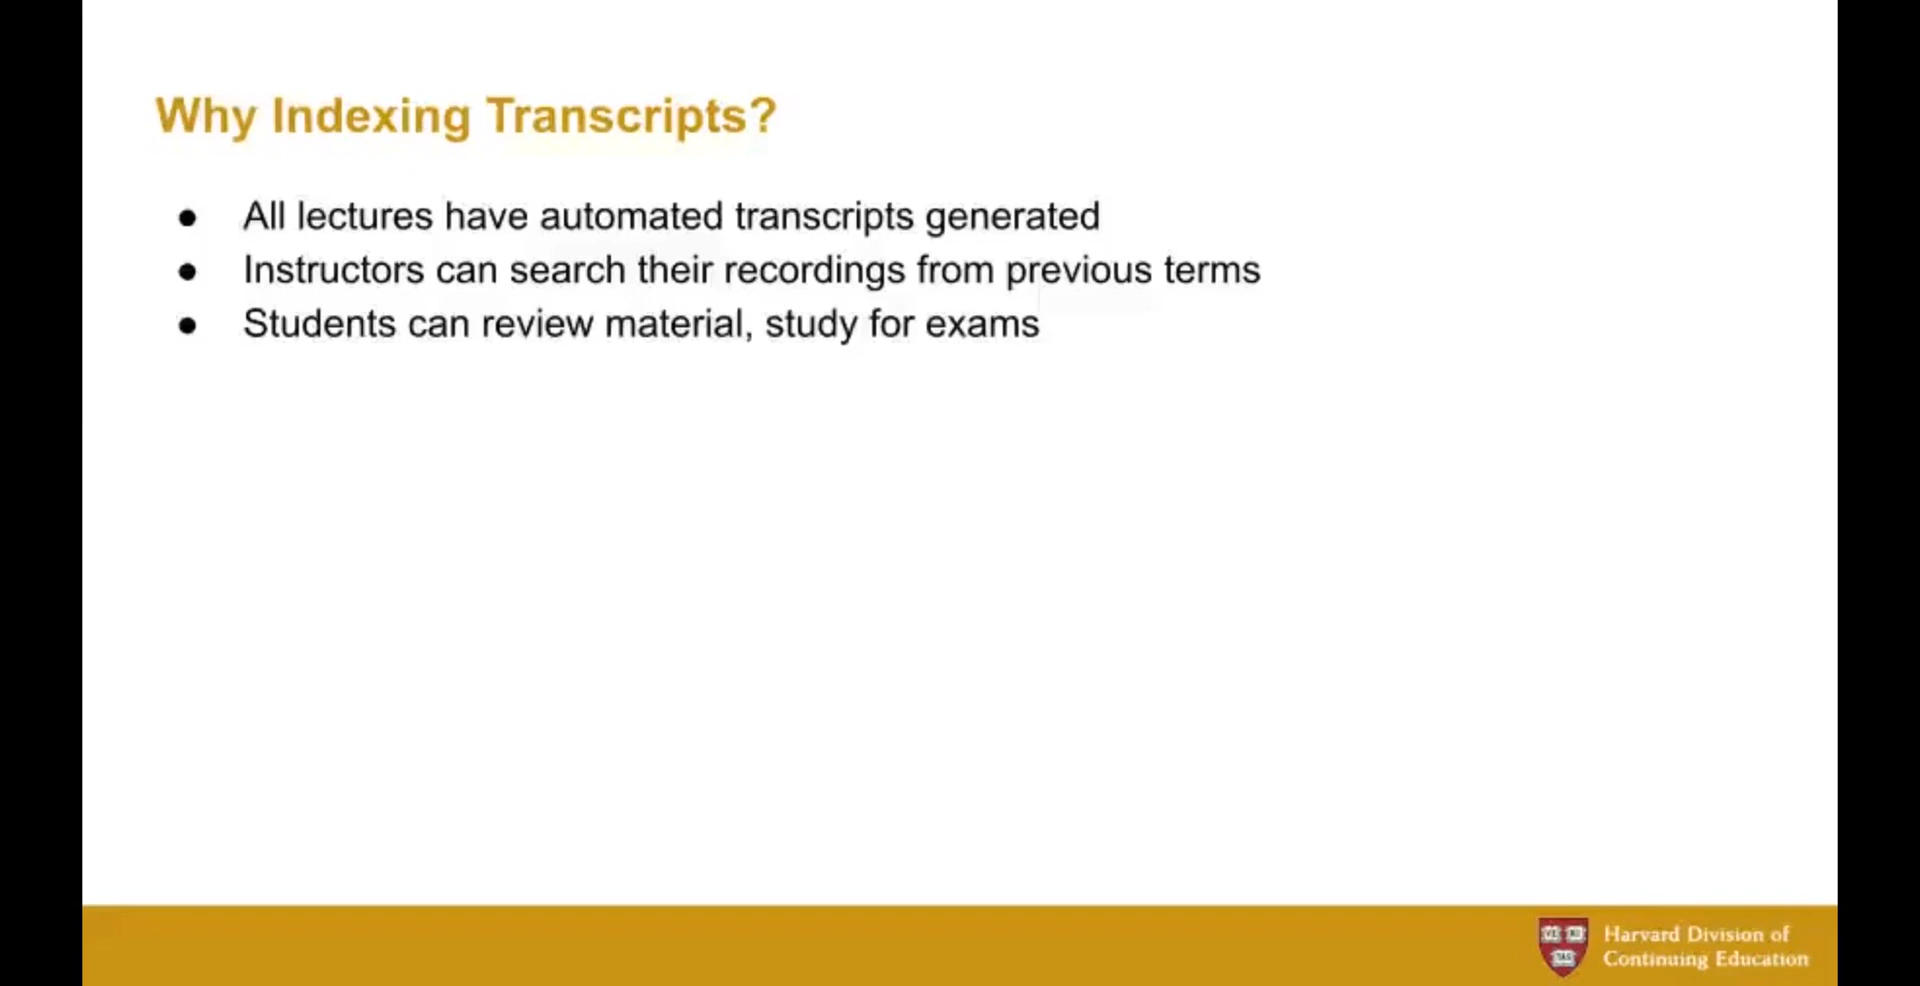 Why Indexing Transcripts?
● All lectures have automated transcripts generated
● Instructors can search their recordings from previous terms
● Students can review material, study for exams
Harvard Division of
Continuing Education